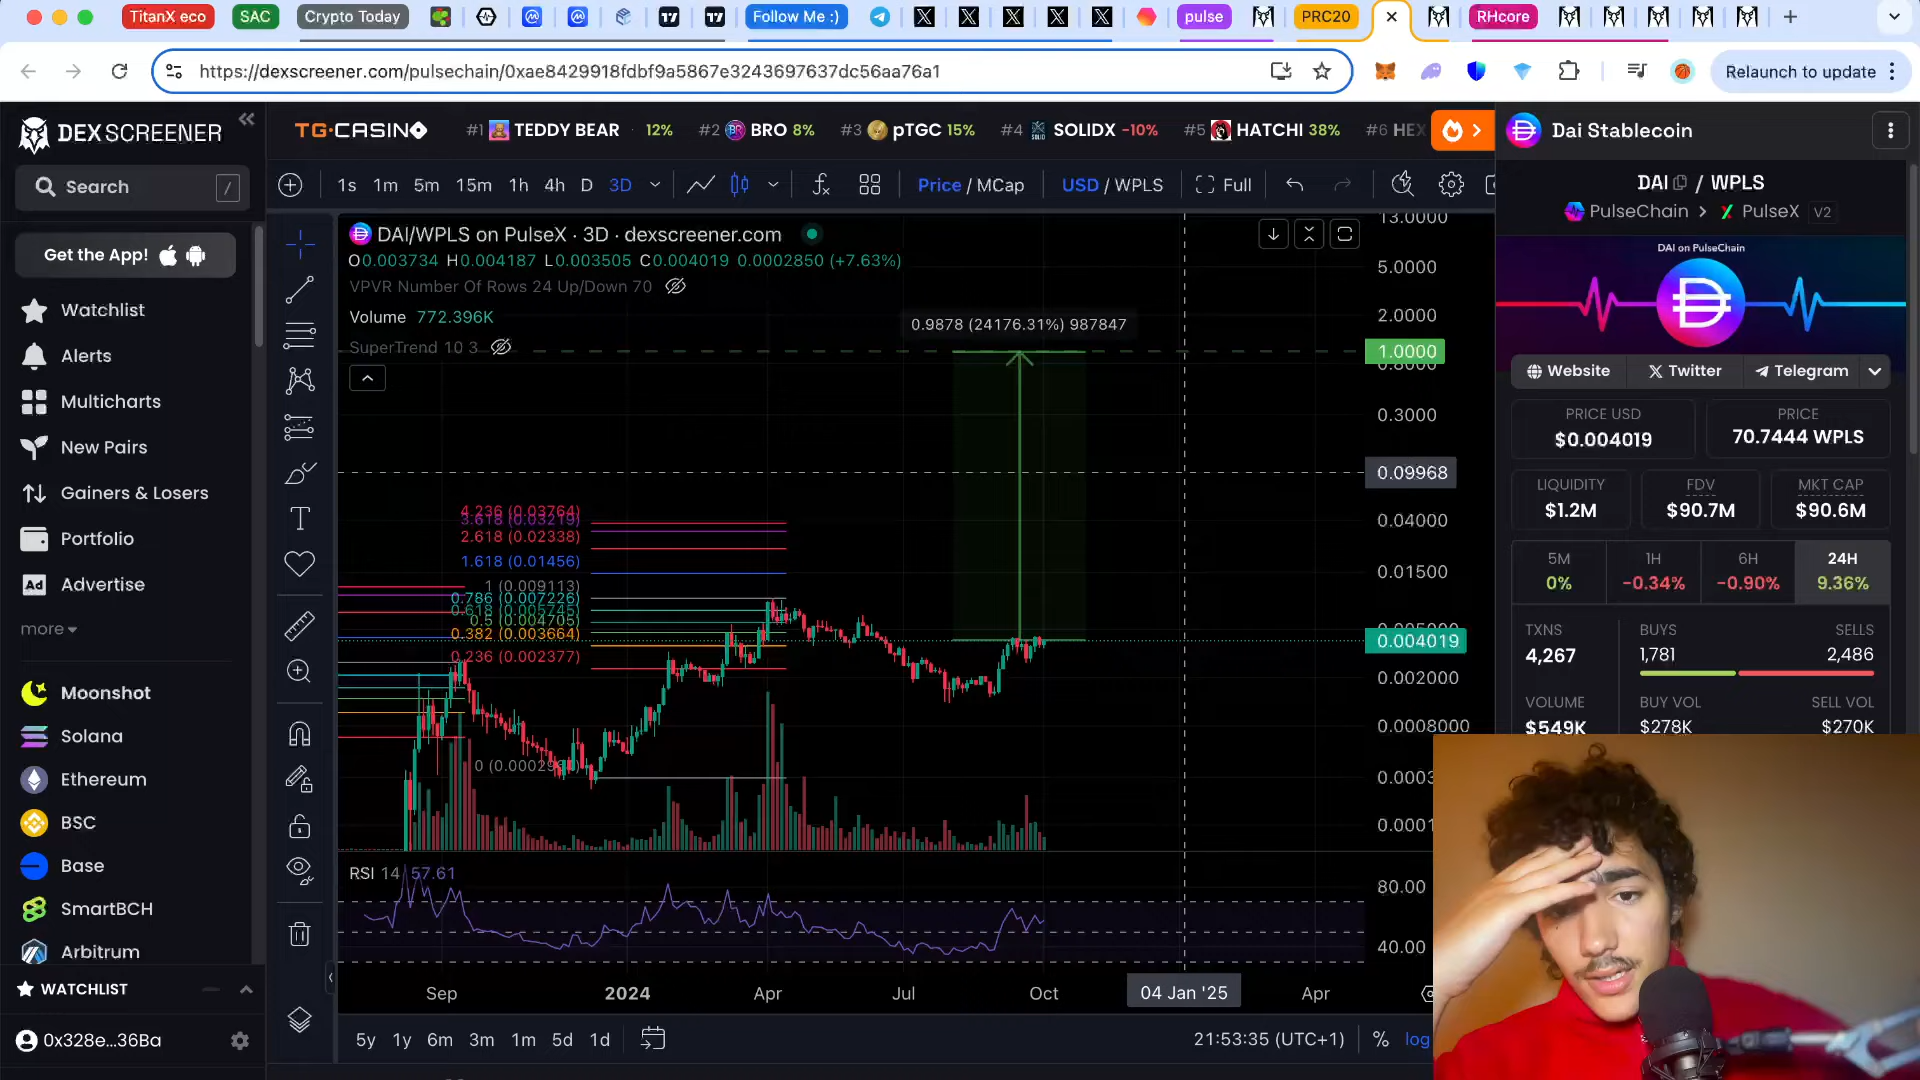 TitanX eco
SAC
Crypto Today
Follow Me :)
pulse
PRC20
RHcore
https://dexscreener.com/pulsechain/0xae8429918fdbf9a5867e3243697637dc56aa76a1
Relaunch to update
DEXSCREENER
Search
/
Get the App!
Watchlist
Alerts
Multicharts
New Pairs
Gainers & Losers
Portfolio
Ad
Advertise
more
Moonshot
Solana
Ethereum
BSC
Base
SmartBCH
Arbitrum
WATCHLIST
0x328e...36Ba
TG.CASINO
#1 TEDDY BEAR 12% #2 BRO 8% #3 pTGC 15% #4 SOLIDX -10% #5 HATCHI 38% #6 HEX
1s 1m 5m 15m 1h 4h D 3D
Price / MCap
USD / WPLS
Full
DAI/WPLS on PulseX · 3D · dexscreener.com
O0.003734 H0.004187 L0.003505 C0.004019 0.0002850 (+7.63%)
VPVR Number Of Rows 24 Up/Down 70
Volume 772.396K
SuperTrend 10 3
0.9878 (24176.31%) 987847
4.236 (0.03764)
3.618 (0.03219)
2.618 (0.02338)
1.618 (0.01456)
1 (0.009113)
0.786 (0.007226)
0.618 (0.005745)
0.5 (0.004705)
0.382 (0.003664)
0.236 (0.002377)
13.0000
5.0000
2.0000
1.0000
0.8000
0.3000
0.09968
0.04000
0.01500
0.004019
0.002000
0.0008000
0.0003
0.0001
RSI 14 57.61
80.00
40.00
Sep
2024
Apr
Jul
Oct
04 Jan '25
Apr
5y 1y 6m 3m 1m 5d 1d
21:53:35 (UTC+1)
%
log
Dai Stablecoin
DAI / WPLS
PulseChain > PulseX V2
DAI on PulseChain
Website
Twitter
Telegram
PRICE USD
$0.004019
PRICE
70.7444 WPLS
LIQUIDITY
$1.2M
FDV
$90.7M
MKT CAP
$90.6M
5M
0%
1H
-0.34%
6H
-0.90%
24H
9.36%
TXNS
4,267
BUYS
1,781
SELLS
2,486
VOLUME
$549K
BUY VOL
$278K
SELL VOL
$270K